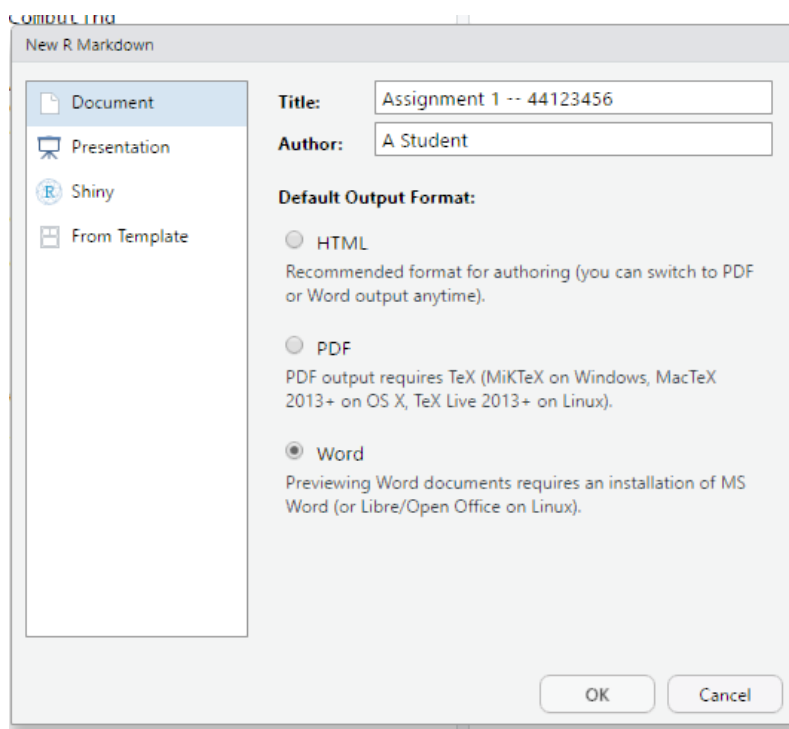 Computing
New R Markdown
Document
Presentation
R Shiny
From Template
Title: Assignment 1 -- 44123456
Author: A Student
Default Output Format:
HTML
Recommended format for authoring (you can switch to PDF
or Word output anytime).
PDF
PDF output requires TeX (MiKTeX on Windows, MacTeX
2013+ on OS X, TeX Live 2013+ on Linux).
Word
Previewing Word documents requires an installation of MS
Word (or Libre/Open Office on Linux).
OK Cancel